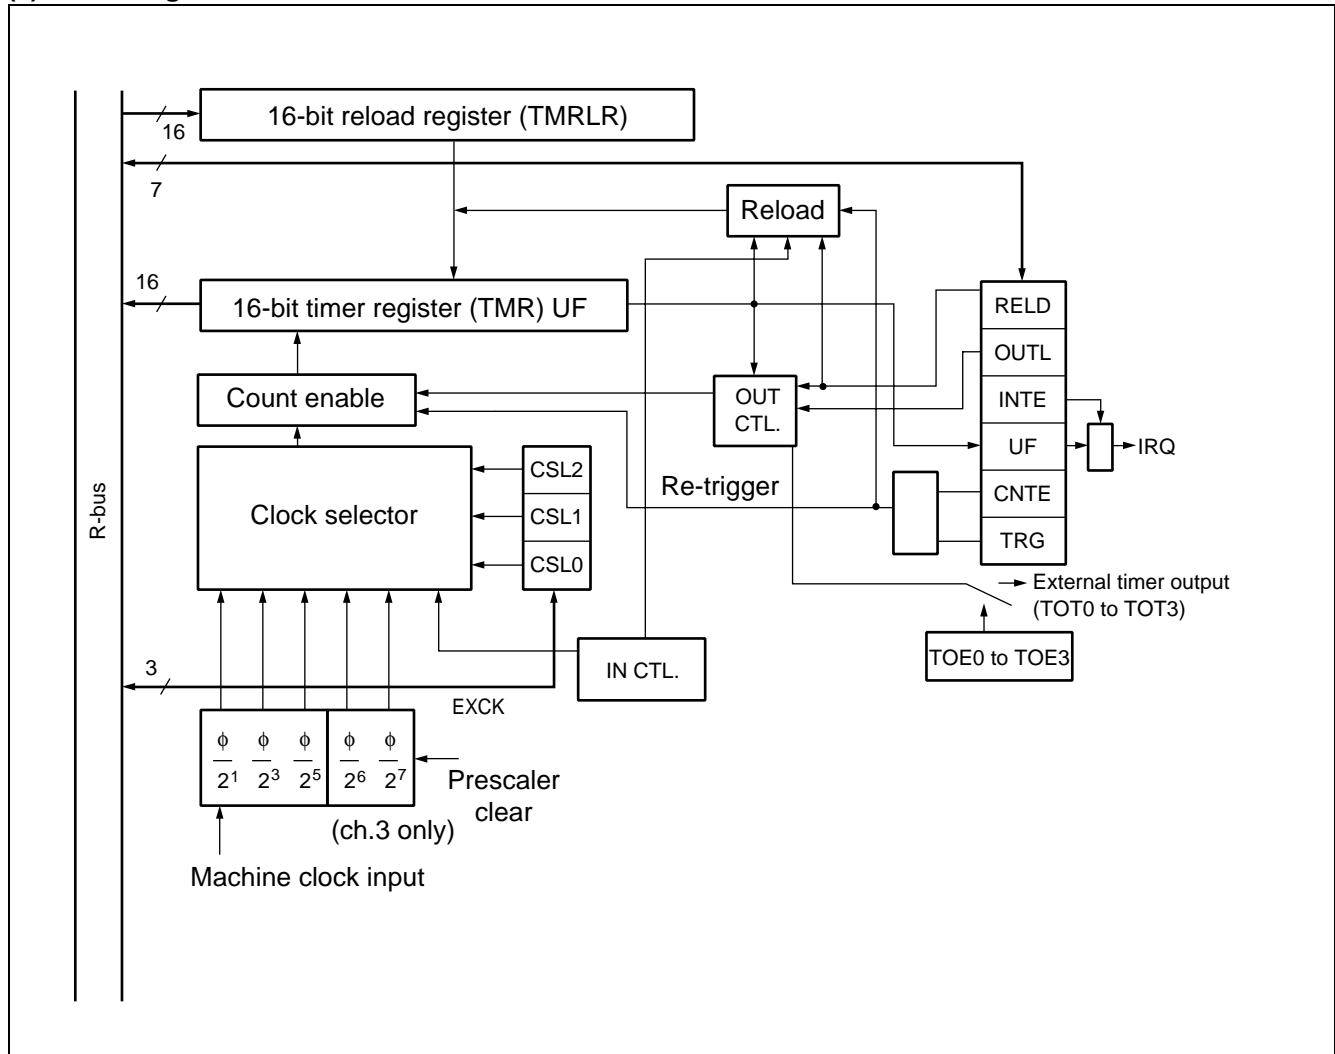 16-bit reload register (TMRLR)
16
7
Reload
16
16-bit timer register (TMR) UF
RELD
OUTL
INTE
UF
CNTE
TRG
IRQ
Count enable
OUT
CTL.
R-bus
Clock selector
CSL2
CSL1
CSL0
Re-trigger
External timer output
(TOT0 to TOT3)
TOE0 to TOE3
3
IN CTL.
EXCK
ϕ ϕ ϕ ϕ ϕ
2¹ 2³ 2⁵ 2⁶ 2⁷
Prescaler
clear
(ch.3 only)
Machine clock input